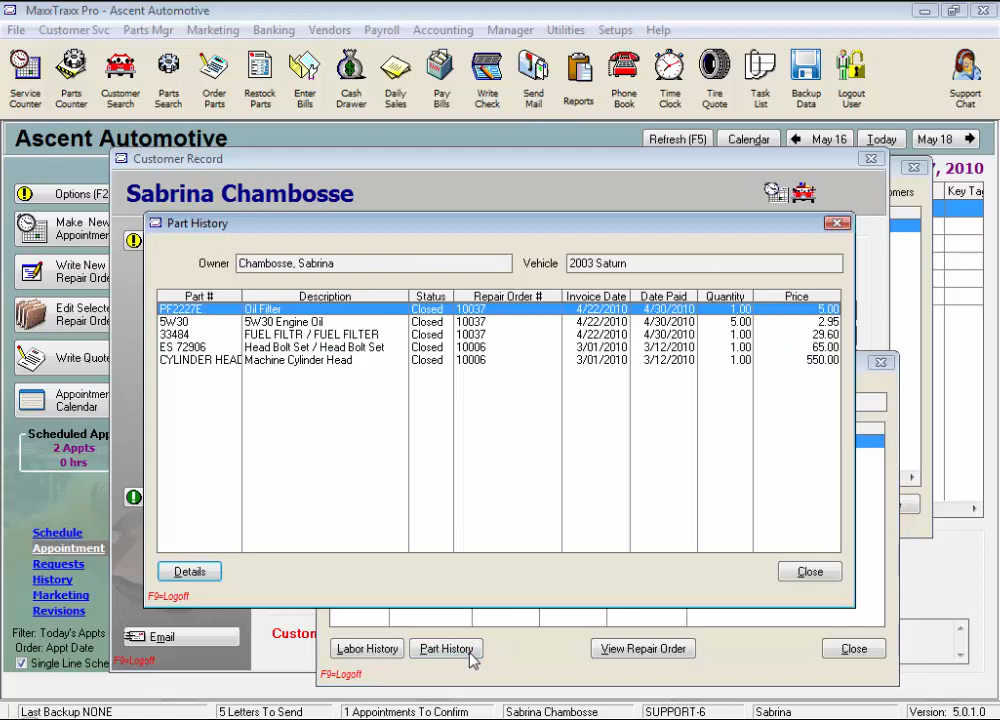 MaxxTraxx Pro - Ascent Automotive
File Customer Svc Parts Mgr Marketing Banking Vendors Payroll Accounting Manager Utilities Setups Help
Service Counter
Parts Counter
Customer Search
Parts Search
Order Parts
Restock Parts
Enter Bills
Cash Drawer
Daily Sales
Pay Bills
Write Check
Send Mail
Reports
Phone Book
Time Clock
Tire Quote
Task List
Backup Data
Logout User
Support Chat
Ascent Automotive
Refresh (F5) Calendar May 16 Today May 18
Customer Record
, 2010
Options (F2
Sabrina Chambosse
omers
Key Ta
Make New
Appointmen
Part History
Owner Chambosse, Sabrina Vehicle 2003 Saturn
Write New
Repair Orde
Part # Description Status Repair Order # Invoice Date Date Paid Quantity Price
PF2227E Oil Filter Closed 10037 4/22/2010 4/30/2010 1.00 5.00
5W30 5W30 Engine Oil Closed 10037 4/22/2010 4/30/2010 5.00 2.95
33484 FUEL FILTR / FUEL FILTER Closed 10037 4/22/2010 4/30/2010 1.00 29.60
ES 72906 Head Bolt Set / Head Bolt Set Closed 10006 3/01/2010 3/12/2010 1.00 65.00
CYLINDER HEAD Machine Cylinder Head Closed 10006 3/01/2010 3/12/2010 1.00 550.00
Edit Selecte
Repair Orde
Write Quote
Appointmen
Calendar
Scheduled App
2 Appts
0 hrs
Schedule
Appointment
Requests
History
Marketing
Revisions
Details Close
F9=Logoff
Filter: Today's Appts
Order: Appt Date
Single Line Sche
Email
Custon
F9=Logoff
Labor History Part History View Repair Order Close
F9=Logoff
Last Backup NONE 5 Letters To Send 1 Appointments To Confirm Sabrina Chambosse SUPPORT-6 Sabrina Version: 5.0.1.0